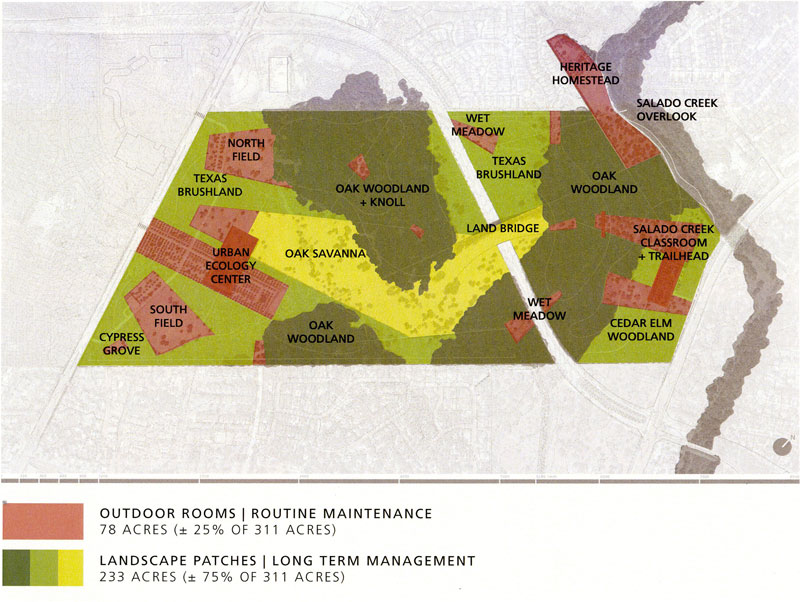 HERITAGE
HOMESTEAD
SALADO CREEK
OVERLOOK
WET
MEADOW
NORTH
FIELD
TEXAS
BRUSHLAND
TEXAS
BRUSHLAND
OAK
WOODLAND
OAK WOODLAND
+ KNOLL
LAND BRIDGE
SALADO CREEK
CLASSROOM
+ TRAILHEAD
URBAN
ECOLOGY
CENTER
OAK SAVANNA
SOUTH
FIELD
WET
MEADOW
OAK
WOODLAND
CEDAR ELM
WOODLAND
CYPRESS
GROVE
N
OUTDOOR ROOMS | ROUTINE MAINTENANCE
78 ACRES (± 25% OF 311 ACRES)
LANDSCAPE PATCHES | LONG TERM MANAGEMENT
233 ACRES (± 75% OF 311 ACRES)